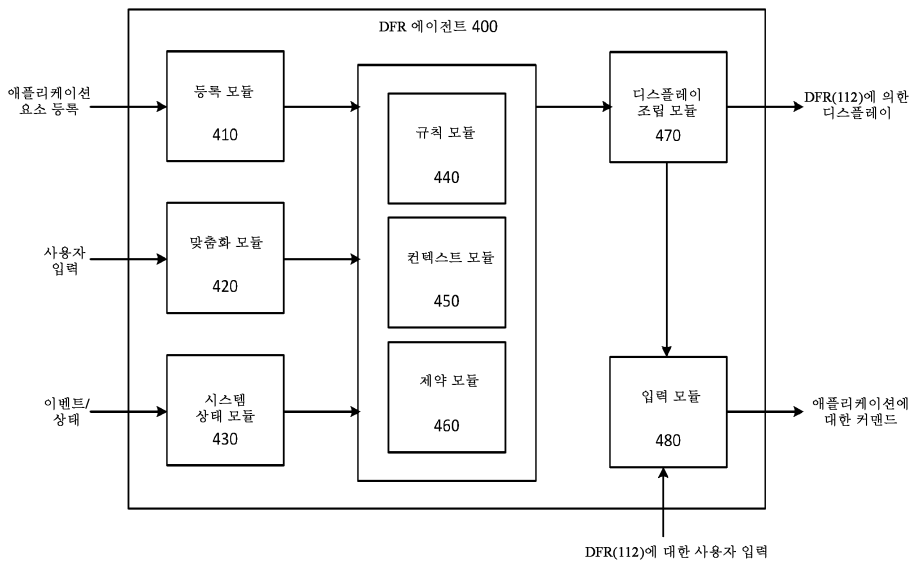 DFR 에이전트 400
애플리케이션
요소 등록
등록 모듈
410
규칙 모듈
440
디스플레이
조립 모듈
470
DFR(112)에 의한
디스플레이
사용자
입력
맞춤화 모듈
420
컨텍스트 모듈
450
이벤트/
상태
시스템
상태 모듈
430
제약 모듈
460
입력 모듈
480
애플리케이션에
대한 커맨드
DFR(112)에 대한 사용자 입력